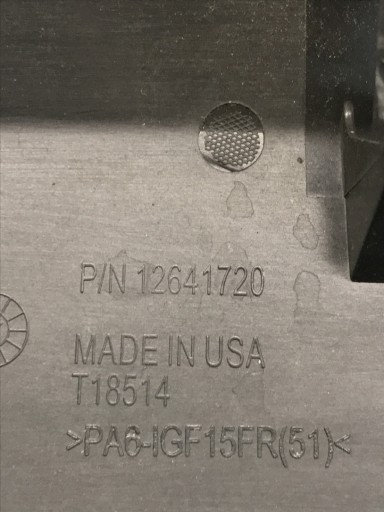 P/N 12641720
MADE IN USA
T18514
>PA6-IGF15FR(51)<